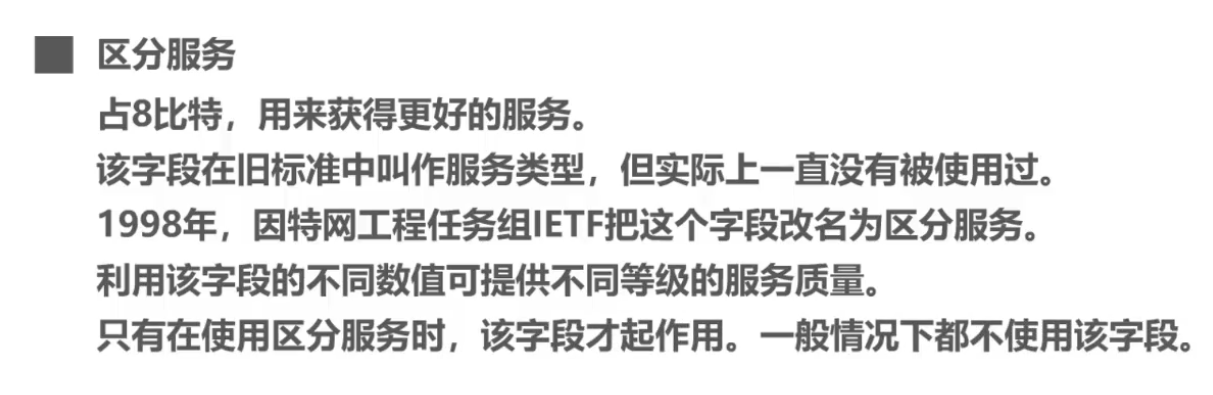 区分服务
占8比特，用来获得更好的服务。
该字段在旧标准中叫作服务类型，但实际上一直没有被使用过。
1998年，因特网工程任务组IETF把这个字段改名为区分服务。
利用该字段的不同数值可提供不同等级的服务质量。
只有在使用区分服务时，该字段才起作用。一般情况下都不使用该字段。